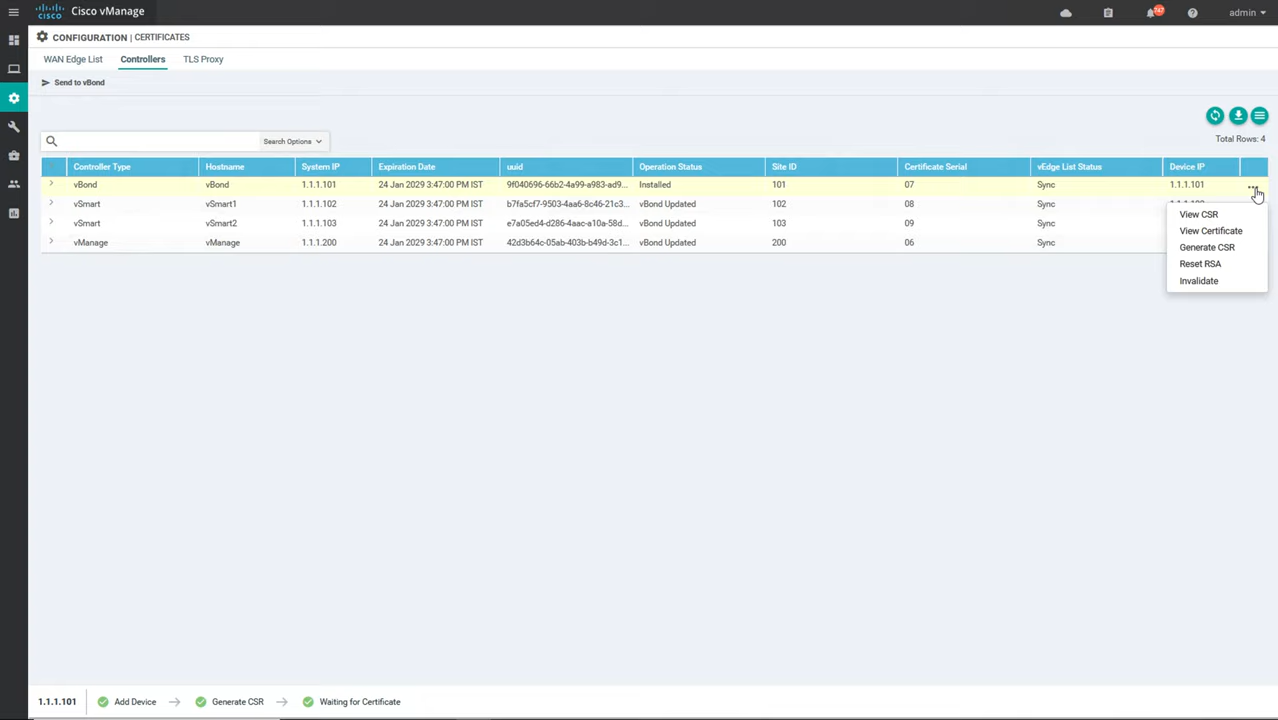 CISCO Cisco vManage 747 admin
CONFIGURATION | CERTIFICATES
WAN Edge List Controllers TLS Proxy
Send to vBond
Search Options Total Rows: 4
Controller Type Hostname System IP Expiration Date uuid Operation Status Site ID Certificate Serial vEdge List Status Device IP
vBond vBond 1.1.1.101 24 Jan 2029 3:47:00 PM IST 9f040696-66b2-4a99-a983-ad9... Installed 101 07 Sync 1.1.1.101
vSmart vSmart1 1.1.1.102 24 Jan 2029 3:47:00 PM IST b7fa5cf7-9503-4aa6-8c46-21c3... vBond Updated 102 08 Sync
vSmart vSmart2 1.1.1.103 24 Jan 2029 3:47:00 PM IST e7a05ed4-d286-4aac-a10a-58d... vBond Updated 103 09 Sync
vManage vManage 1.1.1.200 24 Jan 2029 3:47:00 PM IST 42d3b64c-05ab-403b-b49d-3c1... vBond Updated 200 06 Sync
View CSR
View Certificate
Generate CSR
Reset RSA
Invalidate
1.1.1.101 Add Device Generate CSR Waiting for Certificate